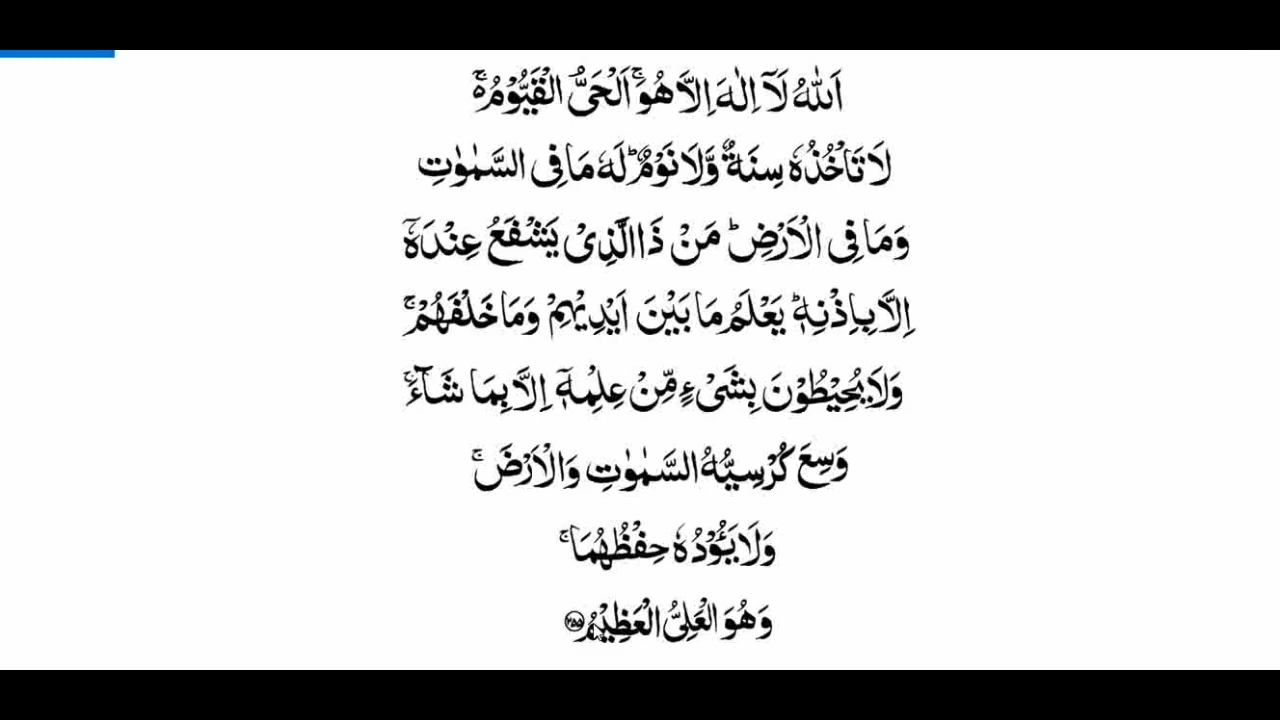 اَللّٰهُ لَآ اِلٰهَ اِلَّا هُوَ ۚ اَلْحَىُّ الْقَيُّوْمُ ۚ
لَا تَاْخُذُهٗ سِنَةٌ وَّلَا نَوْمٌ ؕ لَهٗ مَا فِى السَّمٰوٰتِ
وَمَا فِى الْاَرْضِ ؕ مَنْ ذَا الَّذِىْ يَشْفَعُ عِنْدَهٗۤ
اِلَّا بِاِذْنِهٖ ؕ يَعْلَمُ مَا بَيْنَ اَيْدِيْهِمْ وَمَا خَلْفَهُمْ ۚ
وَلَا يُحِيْطُوْنَ بِشَىْءٍ مِّنْ عِلْمِهٖۤ اِلَّا بِمَا شَآءَ ۚ
وَسِعَ كُرْسِيُّهُ السَّمٰوٰتِ وَالْاَرْضَ ۚ
وَلَا يَئُوْدُهٗ حِفْظُهُمَا ۚ
وَهُوَ الْعَلِىُّ الْعَظِيْمُ ﴿۲۵۵﴾